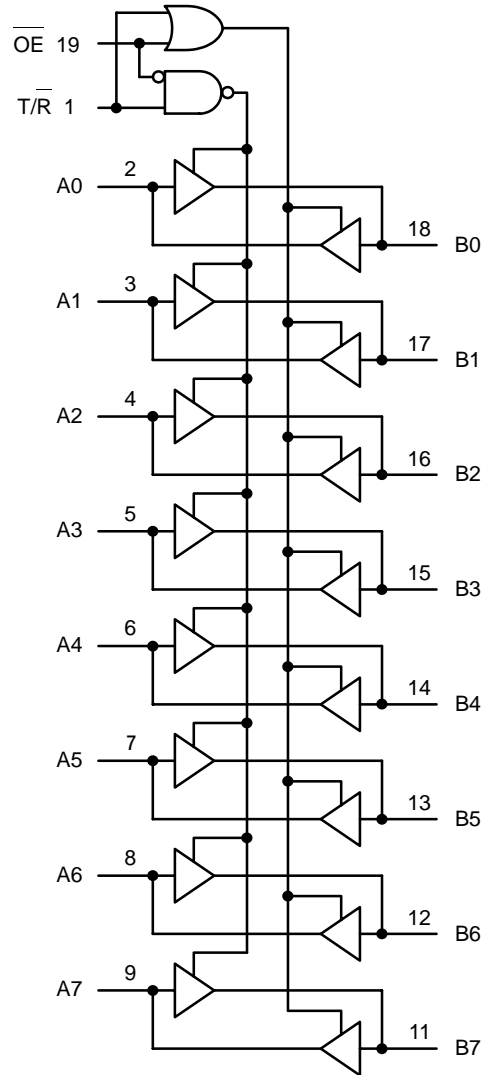 O̅E̅ 19
T/R̅ 1
A0 2
18 B0
A1 3
17 B1
A2 4
16 B2
A3 5
15 B3
A4 6
14 B4
A5 7
13 B5
A6 8
12 B6
A7 9
11 B7